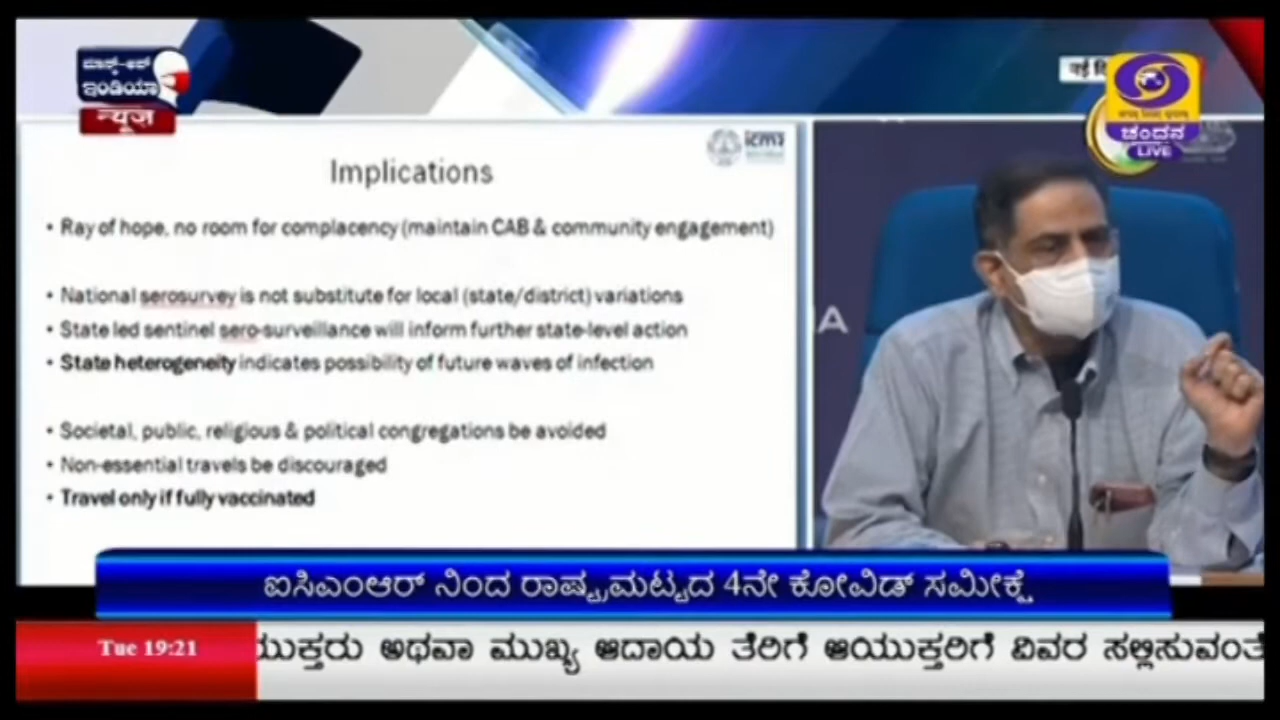 ಮಾಸ್ಕ್-ಅಪ್
ಇಂಡಿಯಾ
ನ್ಯೂಸ್
ಚಂದನ
LIVE
icmr
Implications
• Ray of hope, no room for complacency (maintain CAB & community engagement)
• National serosurvey is not substitute for local (state/district) variations
• State led sentinel sero-surveillance will inform further state-level action
• State heterogeneity indicates possibility of future waves of infection
• Societal, public, religious & political congregations be avoided
• Non-essential travels be discouraged
• Travel only if fully vaccinated
A
ಐಸಿಎಂಆರ್ ನಿಂದ ರಾಷ್ಟ್ರಮಟ್ಟದ 4ನೇ ಕೋವಿಡ್ ಸಮೀಕ್ಷೆ
Tue 19:21
ಯುಕ್ತರು ಅಥವಾ ಮುಖ್ಯ ಆದಾಯ ತೆರಿಗೆ ಆಯುಕ್ತರಿಗೆ ವಿವರ ಸಲ್ಲಿಸುವಂತೆ